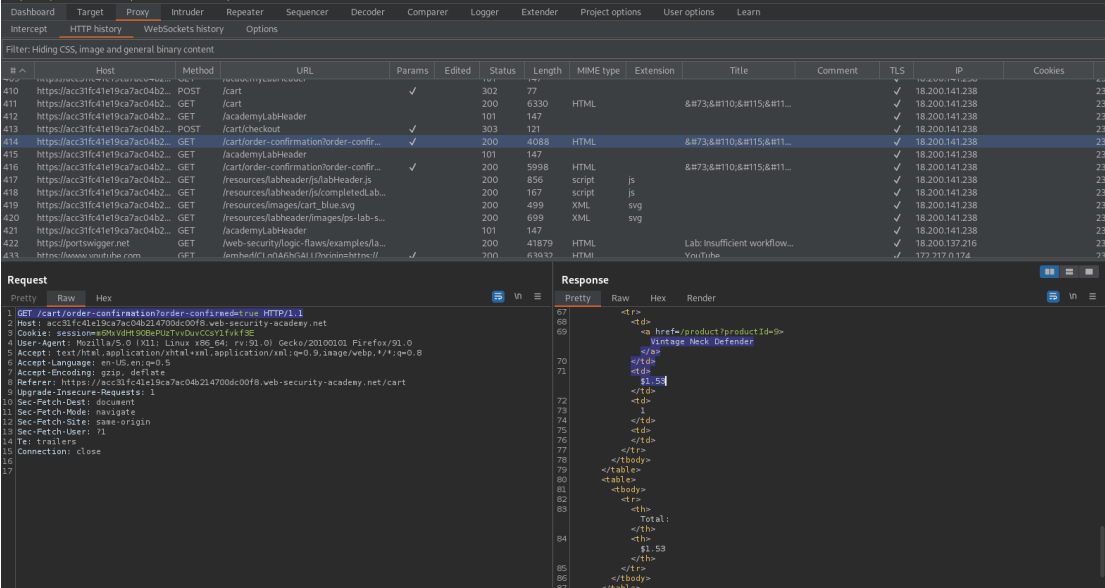 Dashboard Target Proxy Intruder Repeater Sequencer Decoder Comparer Logger Extender Project options User options Learn
Intercept HTTP history WebSockets history Options
Filter: Hiding CSS, image and general binary content
# Host Method URL Params Edited Status Length MIME type Extension Title Comment TLS IP Cookies
410 https://acc31fc41e19ca7ac04b2... POST /cart ✓ 302 77 ✓ 18.200.141.238 23
411 https://acc31fc41e19ca7ac04b2... GET /cart 200 6330 HTML &#73;&#110;&#115;&#11... ✓ 18.200.141.238 23
412 https://acc31fc41e19ca7ac04b2... GET /academyLabHeader 101 147 ✓ 18.200.141.238 23
413 https://acc31fc41e19ca7ac04b2... POST /cart/checkout ✓ 303 121 ✓ 18.200.141.238 23
414 https://acc31fc41e19ca7ac04b2... GET /cart/order-confirmation?order-confir... ✓ 200 4088 HTML &#73;&#110;&#115;&#11... ✓ 18.200.141.238 23
415 https://acc31fc41e19ca7ac04b2... GET /academyLabHeader 101 147 ✓ 18.200.141.238 23
416 https://acc31fc41e19ca7ac04b2... GET /cart/order-confirmation?order-confir... ✓ 200 5998 HTML &#73;&#110;&#115;&#11... ✓ 18.200.141.238 23
417 https://acc31fc41e19ca7ac04b2... GET /resources/labheader/js/labHeader.js 200 856 script js ✓ 18.200.141.238 23
418 https://acc31fc41e19ca7ac04b2... GET /resources/labheader/js/completedLab... 200 167 script js ✓ 18.200.141.238 23
419 https://acc31fc41e19ca7ac04b2... GET /resources/images/cart_blue.svg 200 499 XML svg ✓ 18.200.141.238 23
420 https://acc31fc41e19ca7ac04b2... GET /resources/labheader/images/ps-lab-s... 200 699 XML svg ✓ 18.200.141.238 23
421 https://acc31fc41e19ca7ac04b2... GET /academyLabHeader 101 147 ✓ 18.200.141.238 23
422 https://portswigger.net GET /web-security/logic-flaws/examples/la... 200 41879 HTML Lab: Insufficient workflow... ✓ 18.200.137.216 23
433 https://www.youtube.com GET ✓ 200 63932 HTML YouTube ✓ 172.217.0.174 23
Request
Pretty Raw Hex
\n
1 GET /cart/order-confirmation?order-confirmed=true HTTP/1.1
2 Host: acc31fc41e19ca7ac04b214700dc00f8.web-security-academy.net
3 Cookie: session=m6MxVdHt9OBePUzTvvDuvCCsY1fvkf9E
4 User-Agent: Mozilla/5.0 (X11; Linux x86_64; rv:91.0) Gecko/20100101 Firefox/91.0
5 Accept: text/html,application/xhtml+xml,application/xml;q=0.9,image/webp,*/*;q=0.8
6 Accept-Language: en-US,en;q=0.5
7 Accept-Encoding: gzip, deflate
8 Referer: https://acc31fc41e19ca7ac04b214700dc00f8.web-security-academy.net/cart
9 Upgrade-Insecure-Requests: 1
10 Sec-Fetch-Dest: document
11 Sec-Fetch-Mode: navigate
12 Sec-Fetch-Site: same-origin
13 Sec-Fetch-User: ?1
14 Te: trailers
15 Connection: close
16
17
Response
Pretty Raw Hex Render
\n
67 <tr>
68 <td>
69 <a href=/product?productId=9>
Vintage Neck Defender
</a>
70 </td>
71 <td>
$1.53
</td>
72 <td>
73 1
74 </td>
75 <td>
76 </td>
77 </tr>
78 </tbody>
79 </table>
80 <table>
81 <tbody>
82 <tr>
83 <th>
Total:
</th>
84 <th>
$1.53
</th>
85 </tr>
86 </tbody>
87 </table>